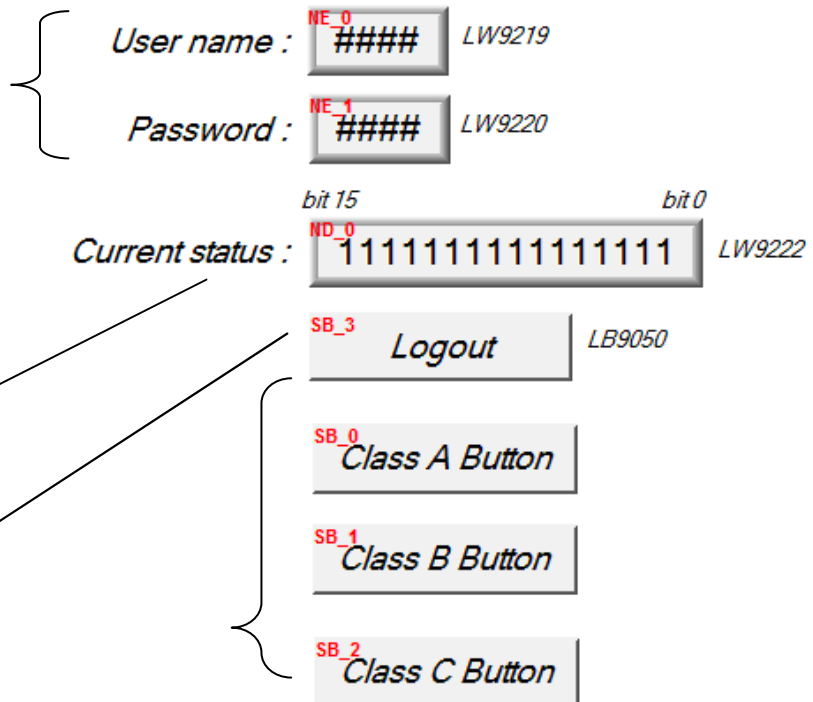 NE_0
User name : #### LW9219
NE_1
Password : #### LW9220
bit 15 bit 0
ND_0
Current status : 1111111111111111 LW9222
SB_3
Logout LB9050
SB_0
Class A Button
SB_1
Class B Button
SB_2
Class C Button